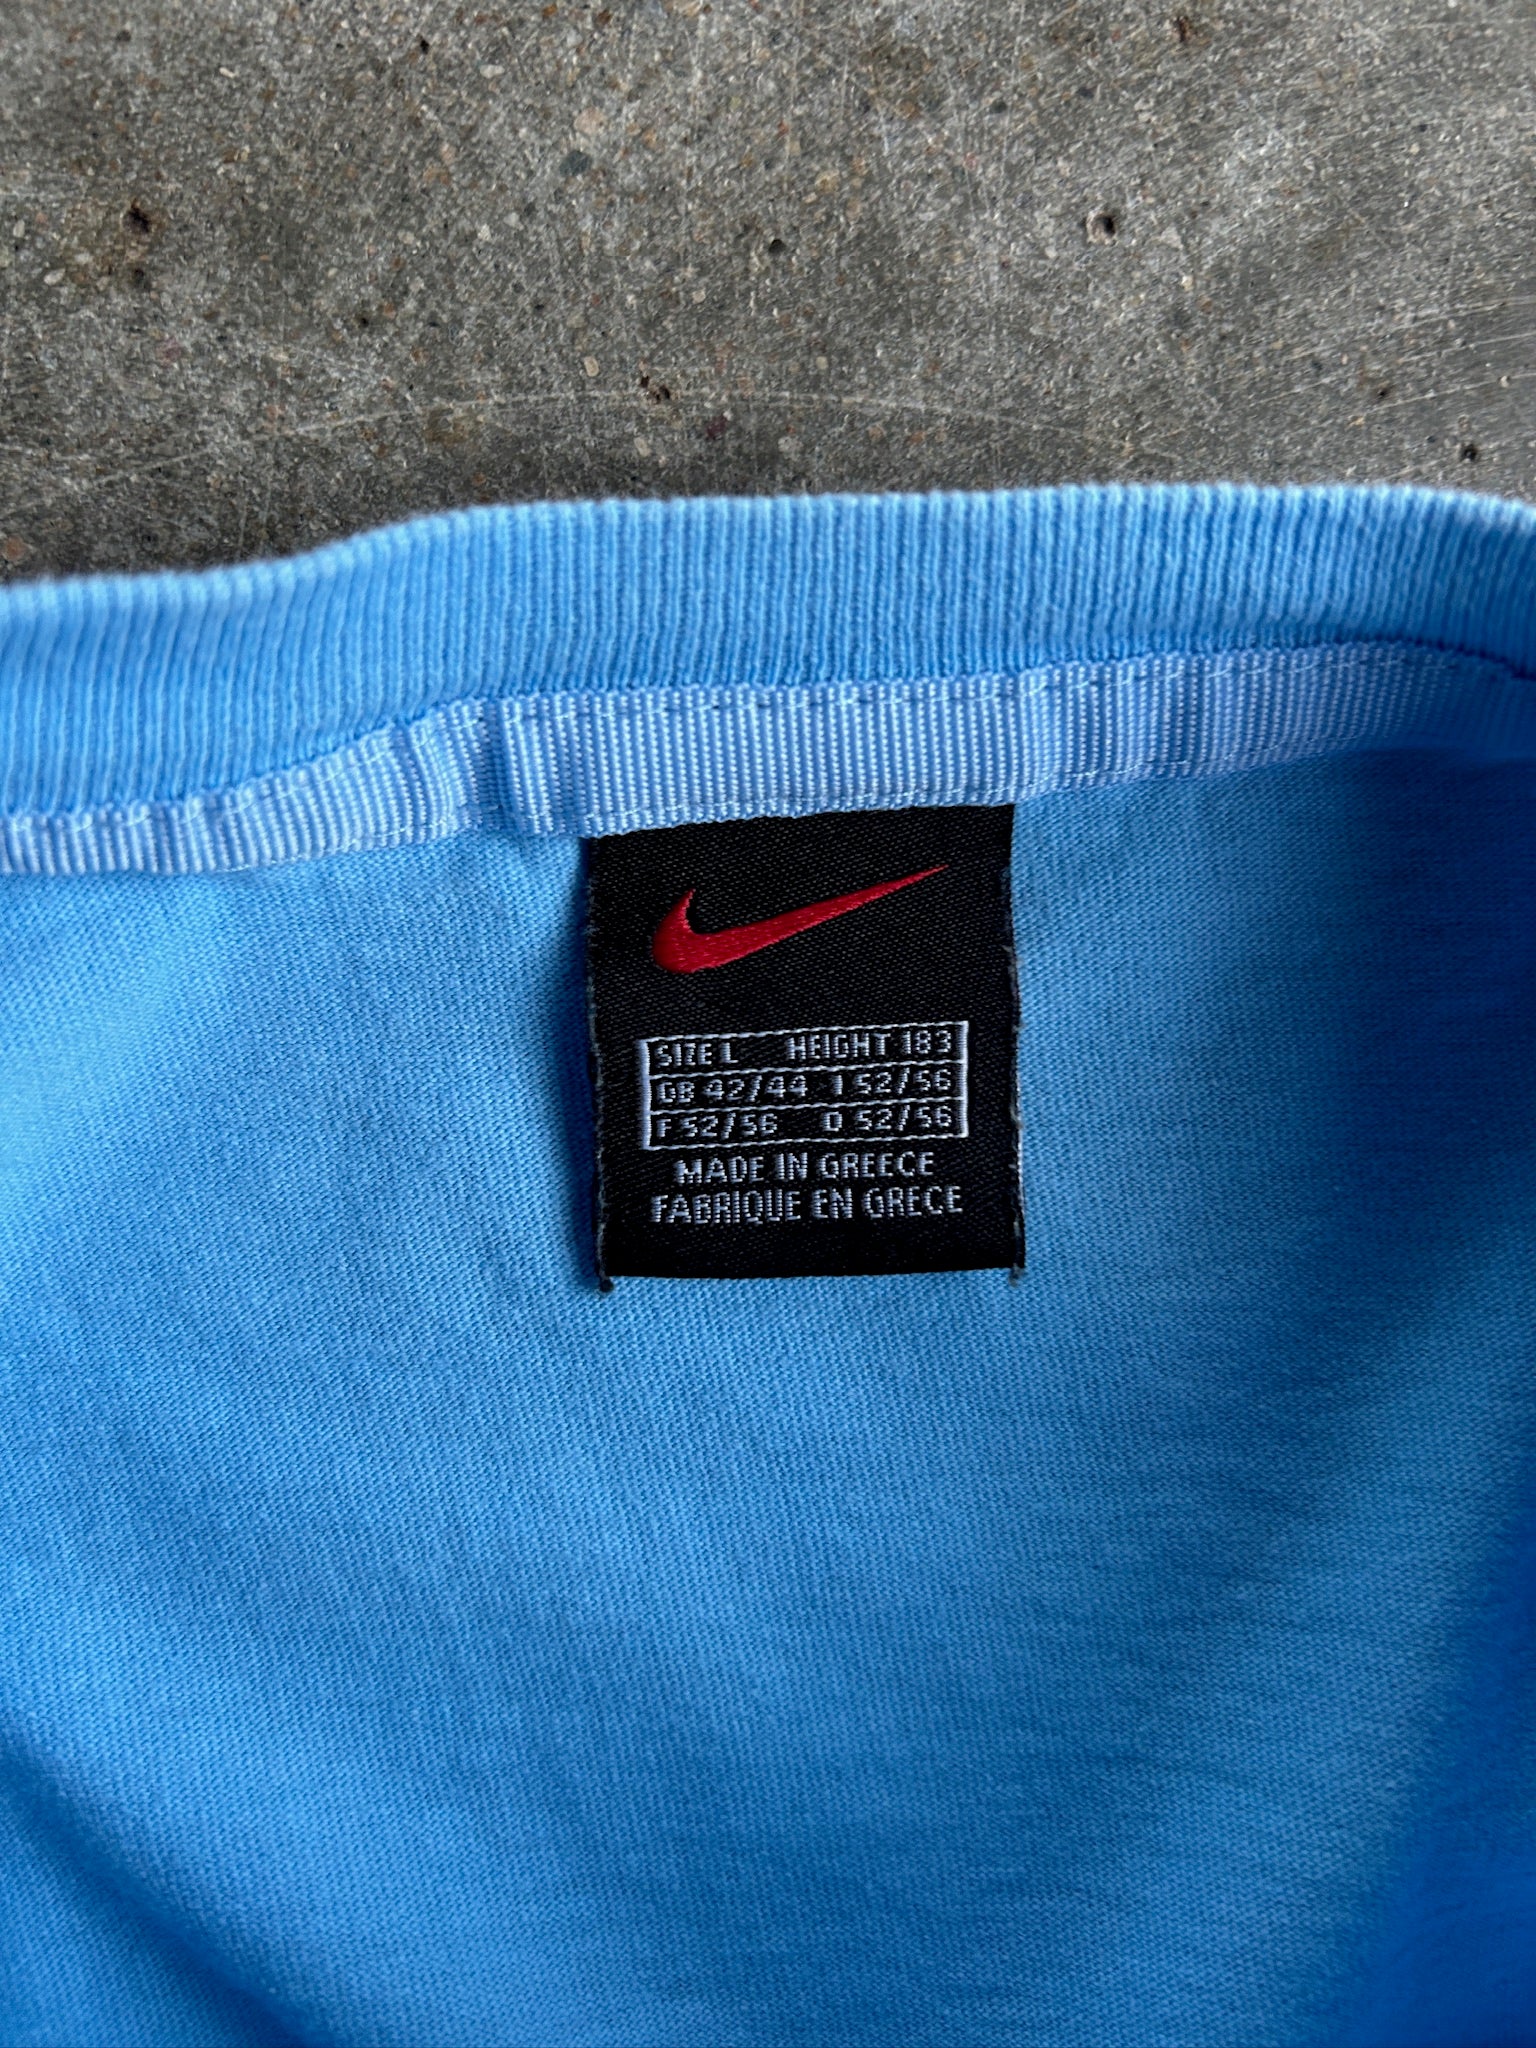 SIZE L HEIGHT 183
GB 42/44 I 52/56
F 52/56 D 52/56
MADE IN GREECE
FABRIQUE EN GRECE